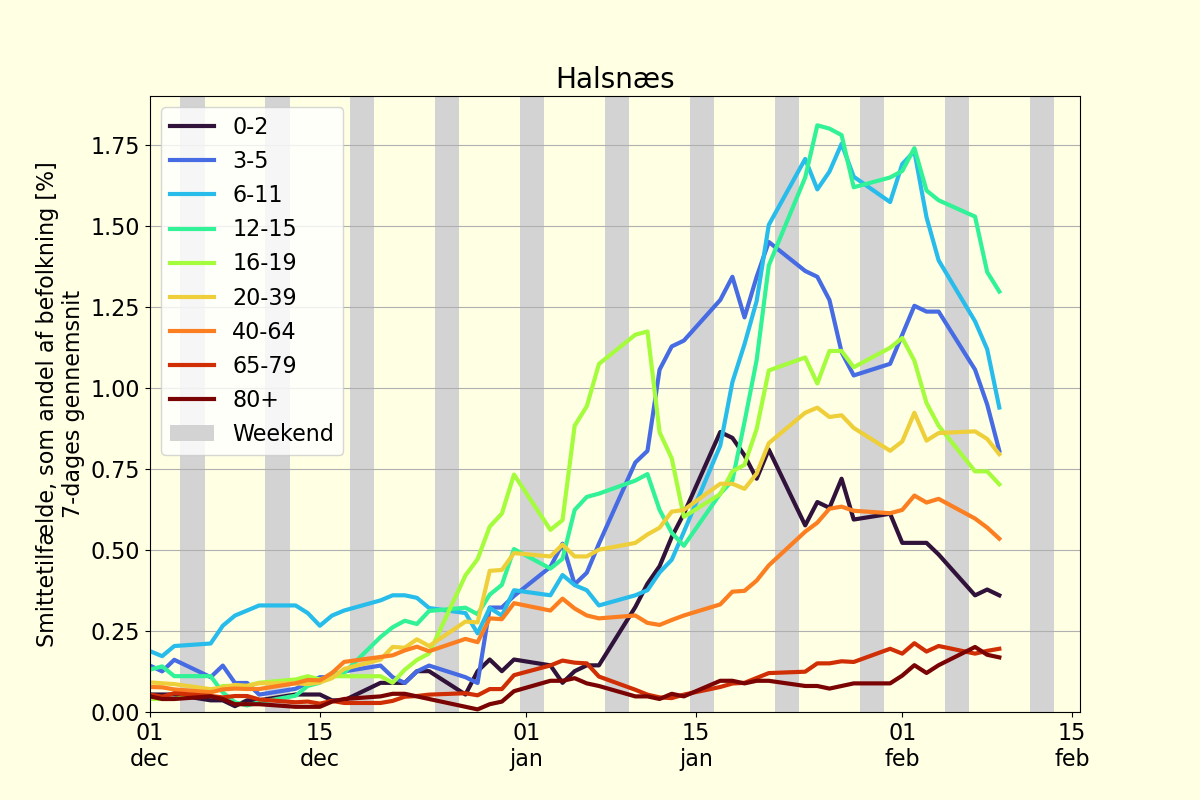 Halsnæs
Smittetilfælde, som andel af befolkning [%]
7-dages gennemsnit
1.75
1.50
1.25
1.00
0.75
0.50
0.25
0.00
0-2
3-5
6-11
12-15
16-19
20-39
40-64
65-79
80+
Weekend
01 15 01 15 01 15
dec dec jan jan feb feb